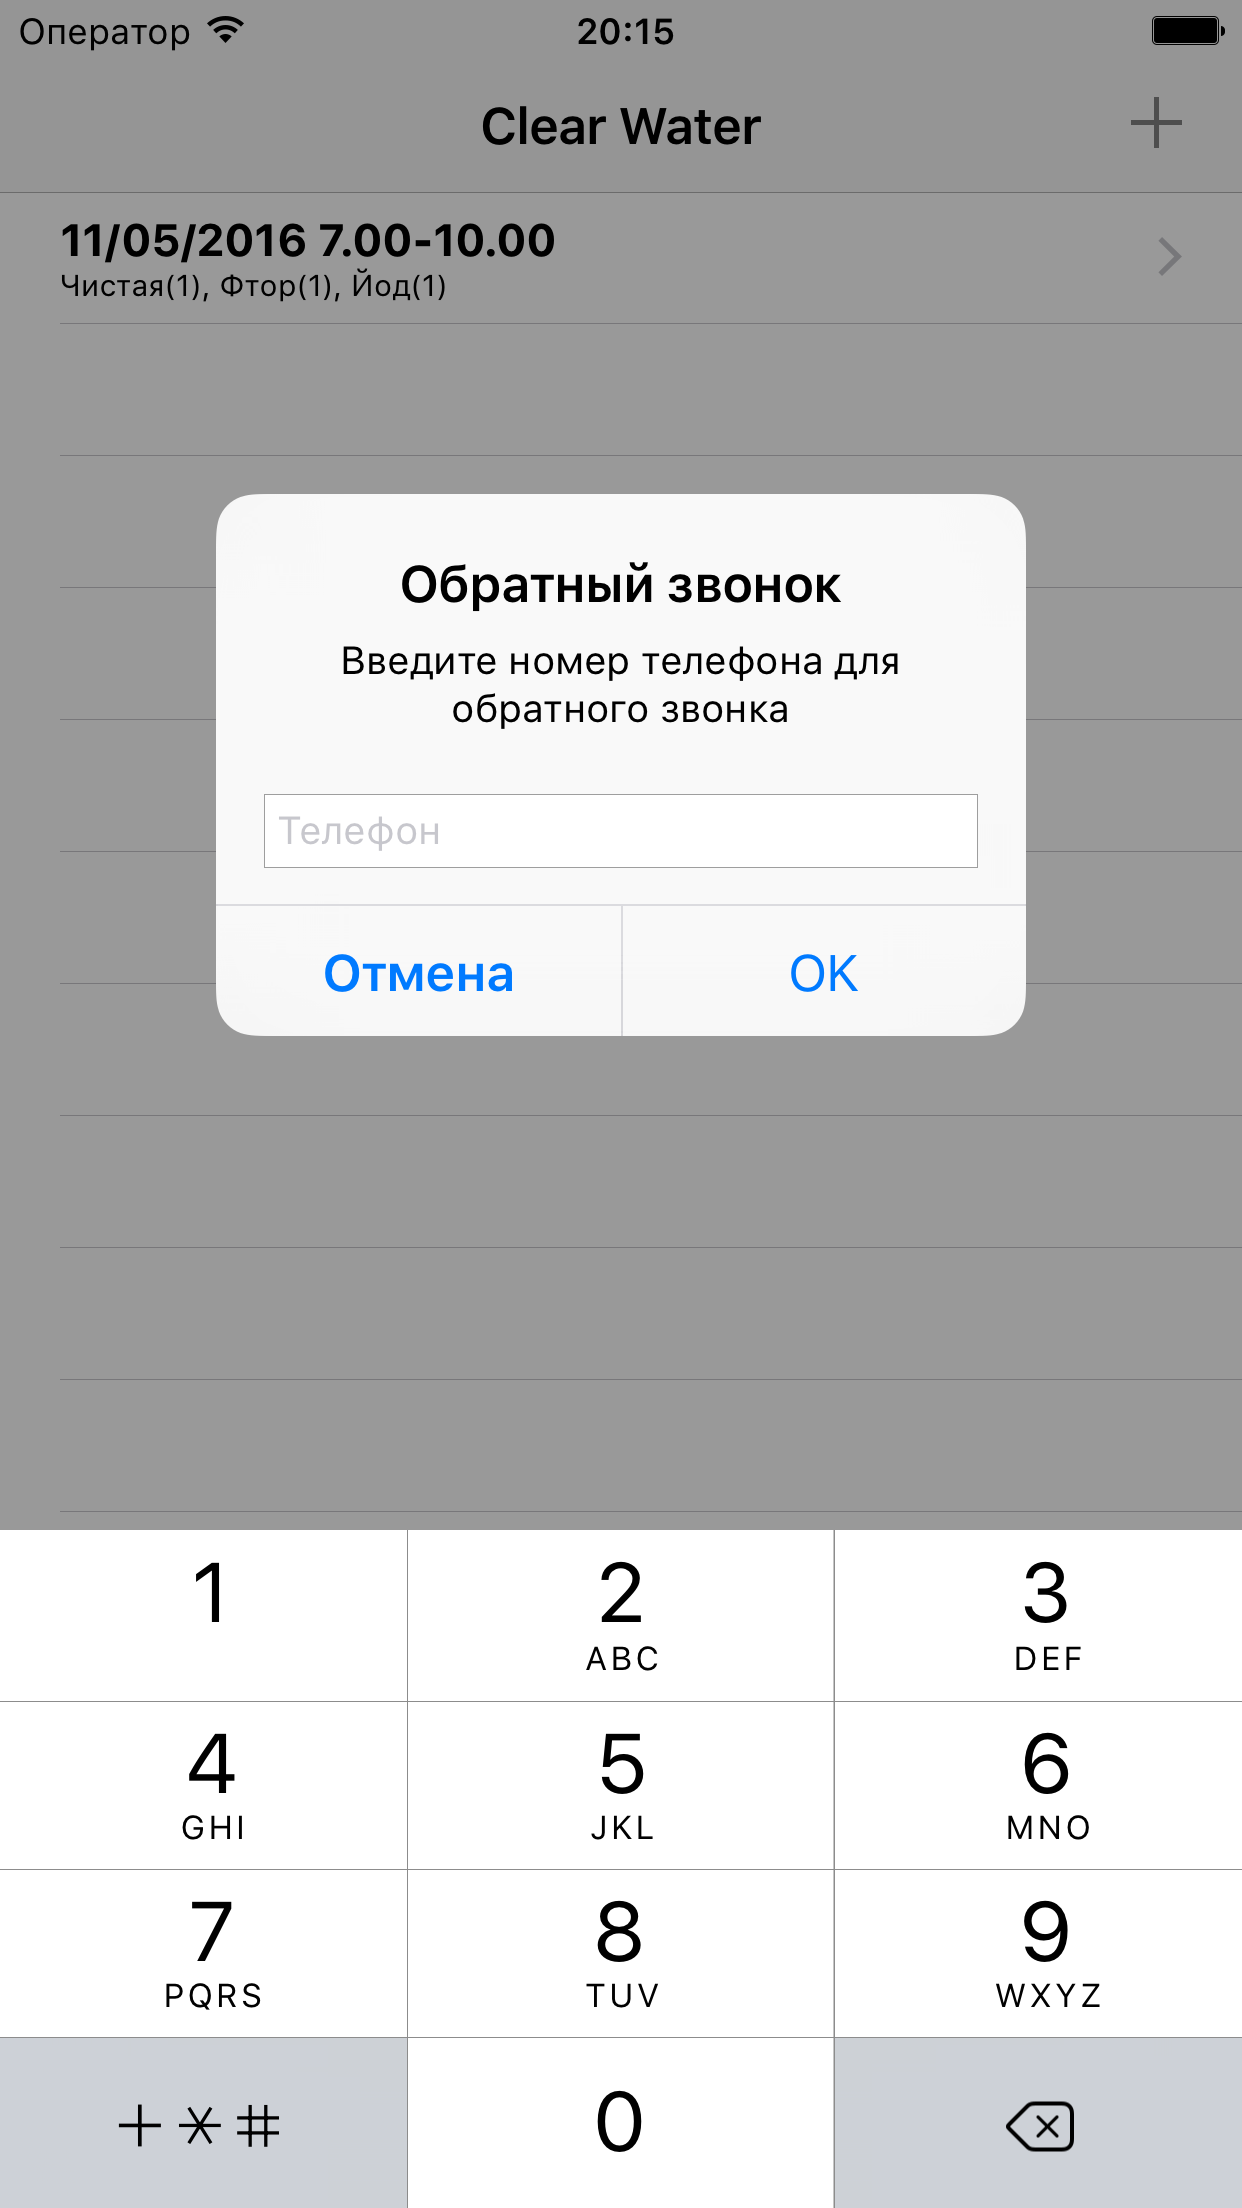 Оператор 20:15
Clear Water
11/05/2016 7.00-10.00
Чистая(1), Фтор(1), Йод(1)
Обратный звонок
Введите номер телефона для
обратного звонка
Телефон
Отмена OK
1 2 3
ABC DEF
4 5 6
GHI JKL MNO
7 8 9
PQRS TUV WXYZ
+ * # 0